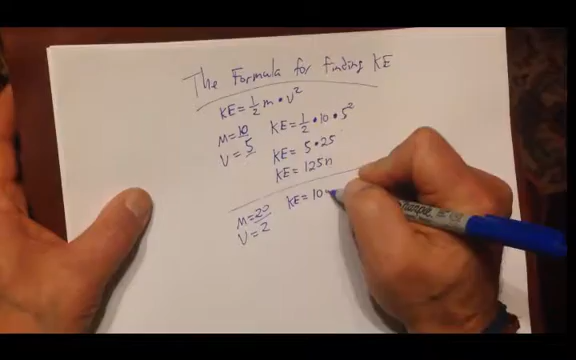 The Formula for finding KE
KE = 1/2 m • v²
M = 10
V = 5
KE = 1/2 • 10 • 5²
KE = 5 • 25
KE = 125n
M = 20
V = 2
KE = 10
Sharpie